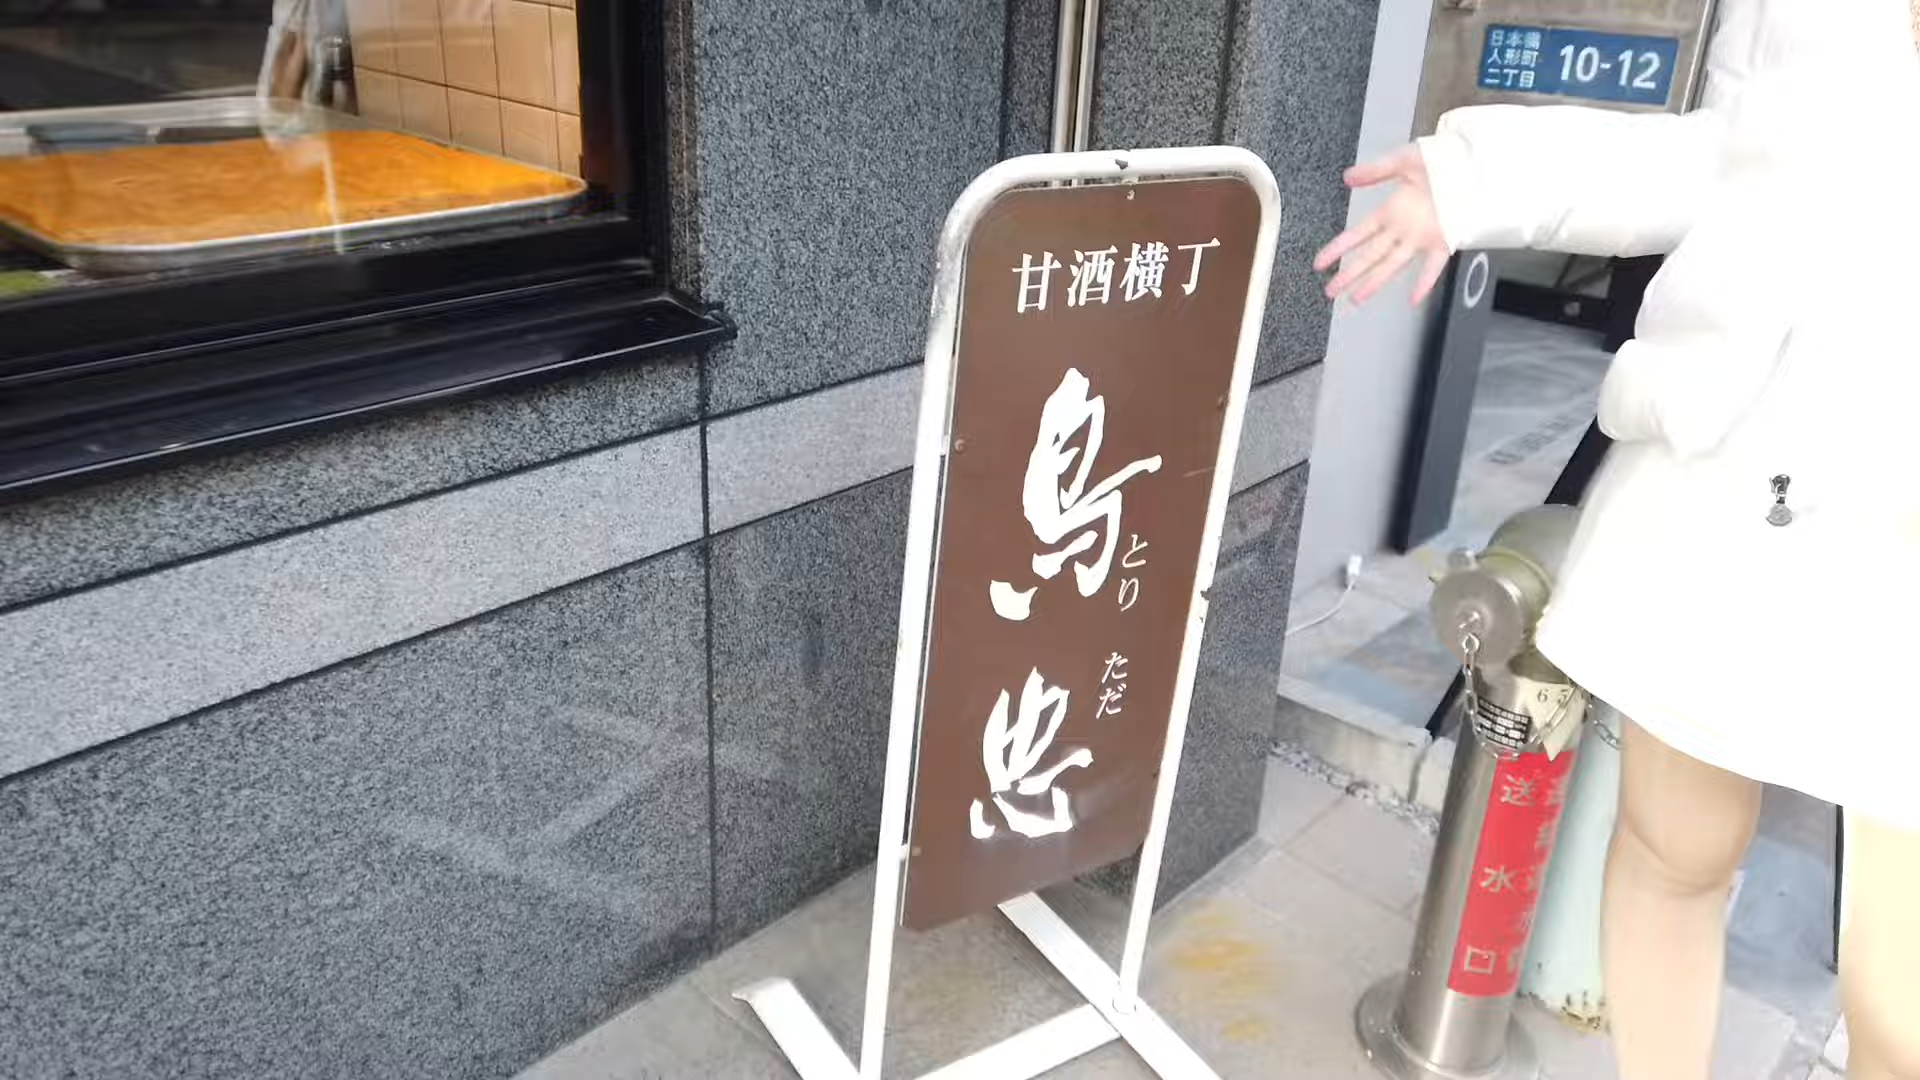 甘酒横丁
鳥忠
とり
ただ
日本橋
人形町
二丁目
10-12
送
水
口